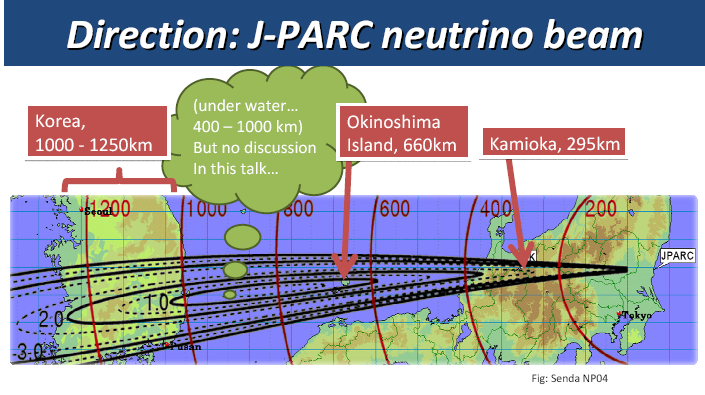 Direction: J-PARC neutrino beam
(under water…
400 – 1000 km)
But no discussion
In this talk…
Korea,
1000 - 1250km
Okinoshima
Island, 660km
Kamioka, 295km
Seoul
1200
1000
800
600
400
200
K
JPARC
1.0
2.0
-3.0
Tokyo
Pusan
Fig: Senda NP04